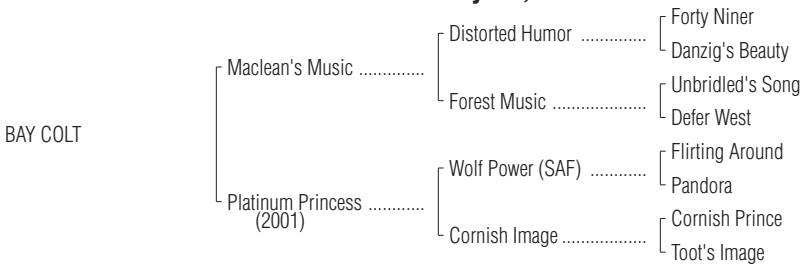 Forty Niner
Distorted Humor ..............
Danzig's Beauty
Maclean's Music ..............
Unbridled's Song
Forest Music ....................
Defer West
BAY COLT
Flirting Around
Wolf Power (SAF) ............
Pandora
Platinum Princess ............
(2001)
Cornish Prince
Cornish Image ..................
Toot's Image